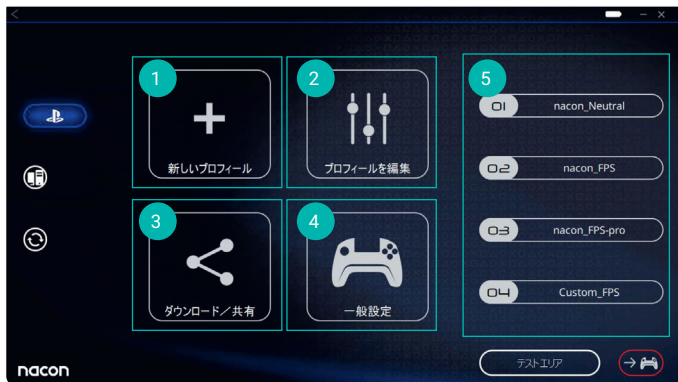 1
新しいプロフィール
2
プロフィールを編集
3
ダウンロード／共有
4
一般設定
5
01 nacon_Neutral
02 nacon_FPS
03 nacon_FPS-pro
04 Custom_FPS
nacon
テストエリア